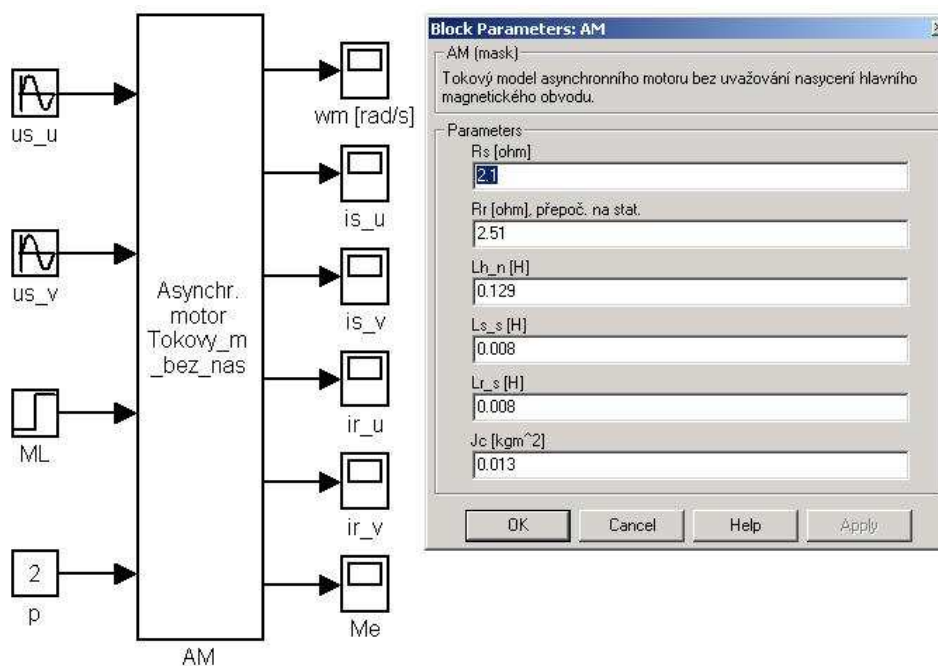 us_u
us_v
ML
2
p
Asynchr.
motor
Tokovy_m
_bez_nas
AM
wm [rad/s]
is_u
is_v
ir_u
ir_v
Me
Block Parameters: AM
AM (mask)
Tokový model asynchronního motoru bez uvažování nasycení hlavního
magnetického obvodu.
Parameters
Rs [ohm]
2.1
Rr [ohm], přepoč. na stat.
2.51
Lh_n [H]
0.129
Ls_s [H]
0.008
Lr_s [H]
0.008
Jc [kgm^2]
0.013
OK
Cancel
Help
Apply